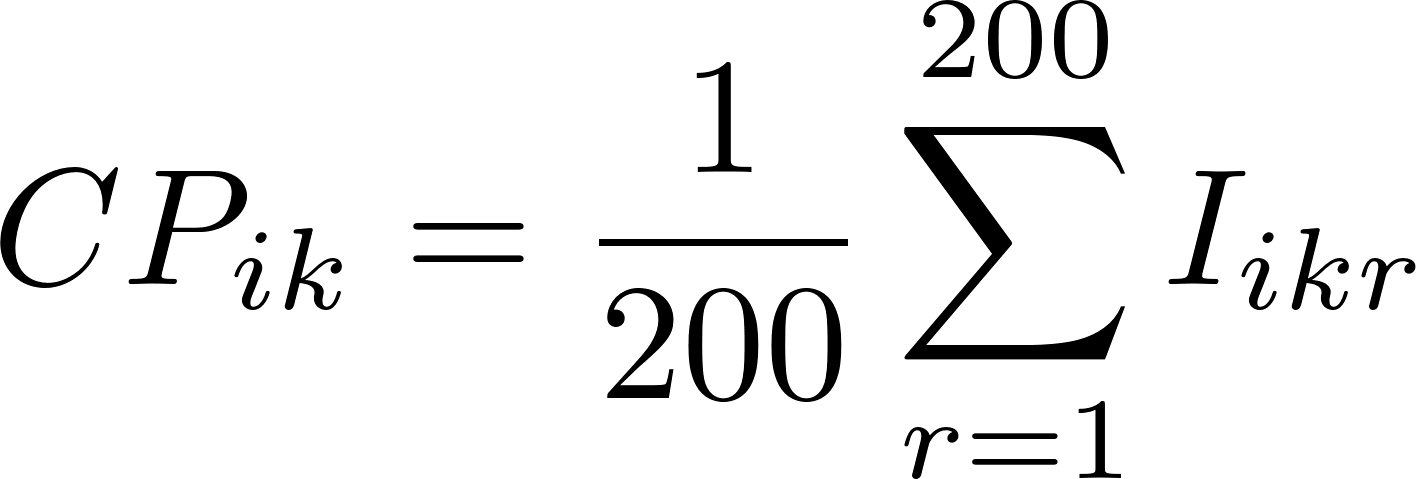 $CP_{ik} = \frac{1}{200} \sum_{r=1}^{200} I_{ikr}$